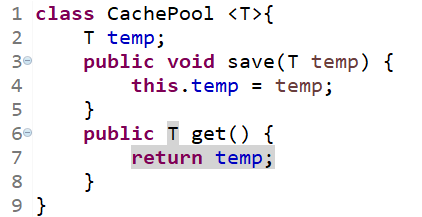 1 class CachePool <T>{
2     T temp;
3     public void save(T temp) {
4         this.temp = temp;
5     }
6     public T get() {
7         return temp;
8     }
9 }